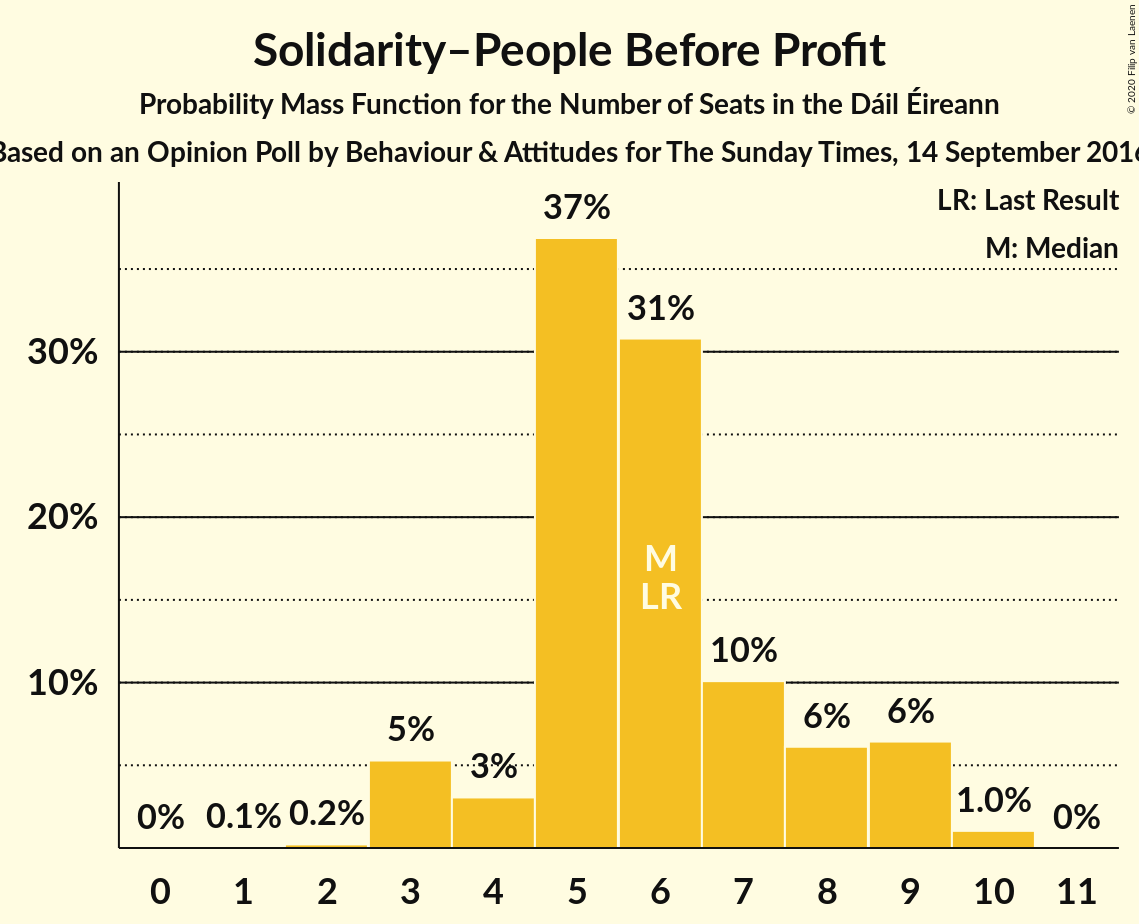 Solidarity–People Before Profit
Probability Mass Function for the Number of Seats in the Dáil Éireann
Based on an Opinion Poll by Behaviour & Attitudes for The Sunday Times, 14 September 2016
© 2020 Filip van Laenen
LR: Last Result
M: Median
37%
31%
30%
20%
M
LR
10%
10%
5%
3%
6%
6%
0%
0.1%
0.2%
1.0%
0%
0 1 2 3 4 5 6 7 8 9 10 11